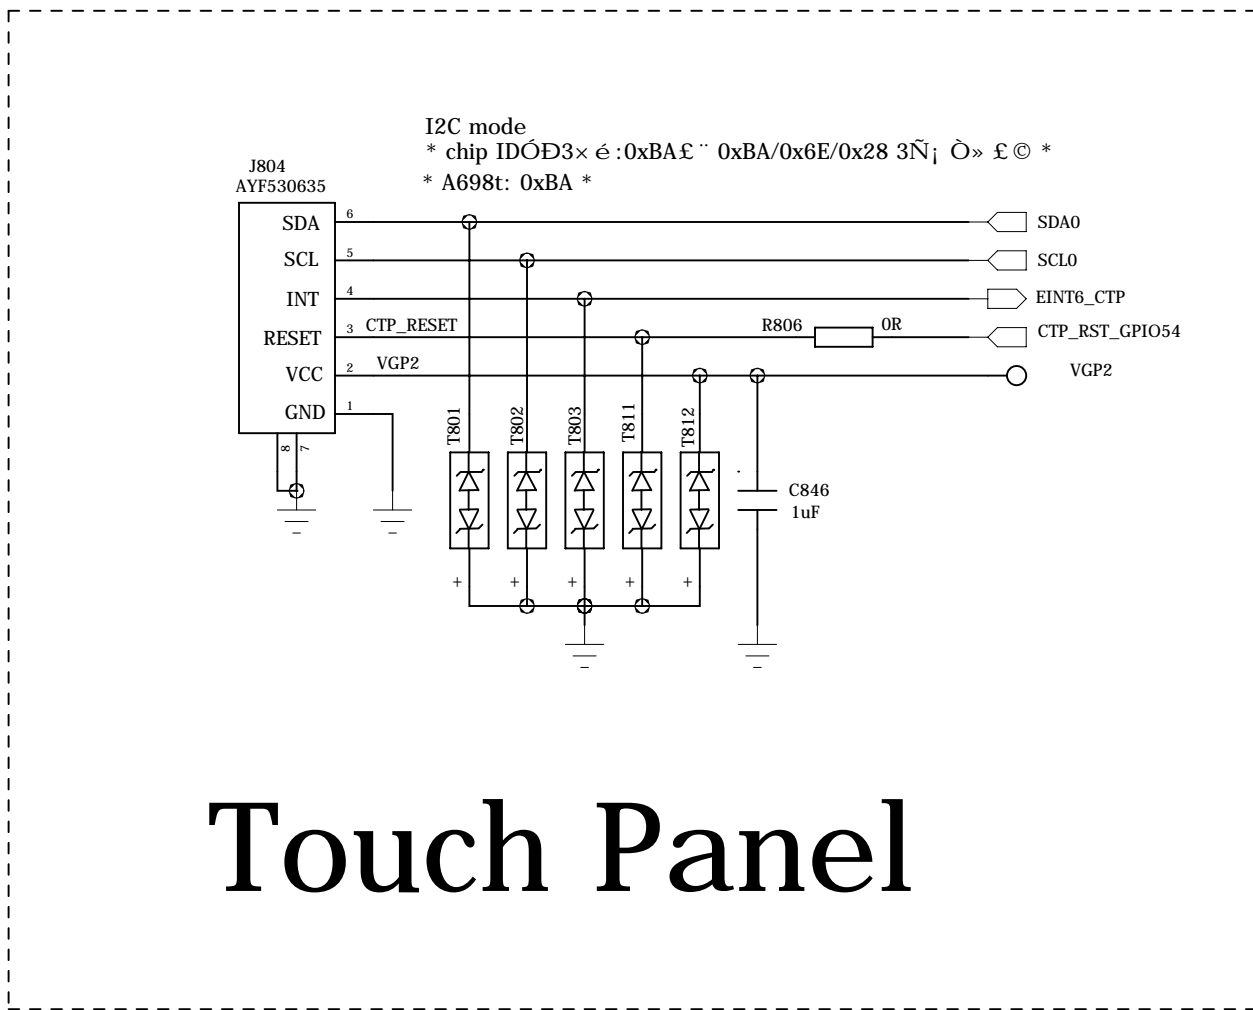 I2C mode
* chip IDÓÐ3× é :0xBA£ ¨ 0xBA/0x6E/0x28 3Ñ¡ Ò» £ © *
* A698t: 0xBA *
J804
AYF530635
SDA 6 SDA0
SCL 5 SCL0
INT 4 EINT6_CTP
RESET 3 CTP_RESET R806 0R CTP_RST_GPIO54
VCC 2 VGP2 VGP2
GND 1
8 7
T801 T802 T803 T811 T812
C846
1uF
+ + + + +
Touch Panel